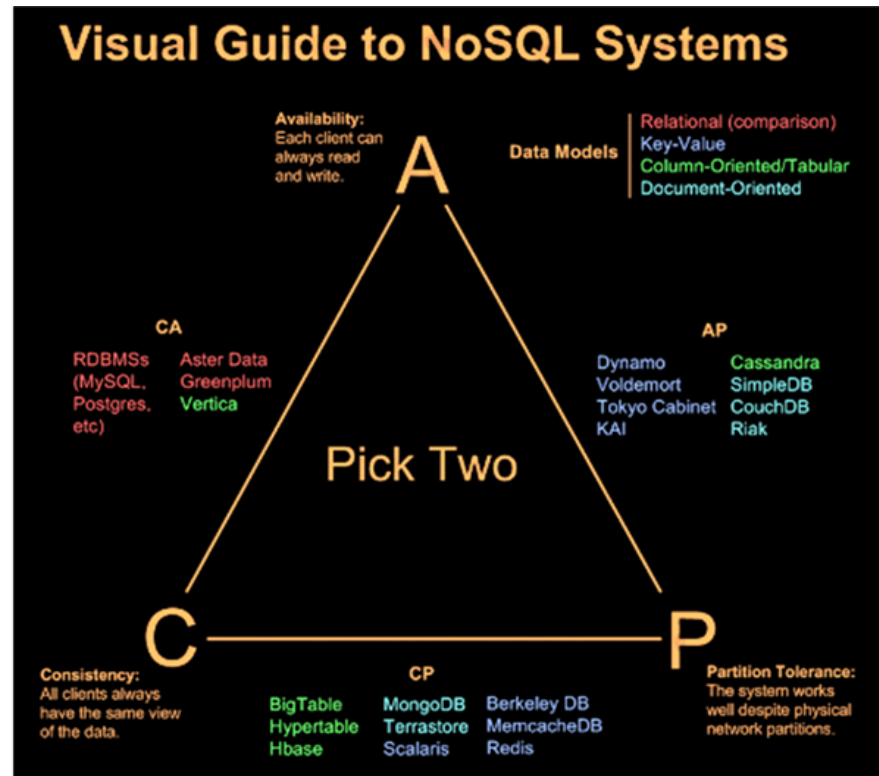 Visual Guide to NoSQL Systems
Availability:
Each client can
always read
and write.
A
Data Models
Relational (comparison)
Key-Value
Column-Oriented/Tabular
Document-Oriented
CA
RDBMSs
(MySQL,
Postgres,
etc)
Aster Data
Greenplum
Vertica
AP
Dynamo
Voldemort
Tokyo Cabinet
KAI
Cassandra
SimpleDB
CouchDB
Riak
Pick Two
C
P
Consistency:
All clients always
have the same view
of the data.
CP
BigTable
Hypertable
Hbase
MongoDB
Terrastore
Scalaris
Berkeley DB
MemcacheDB
Redis
Partition Tolerance:
The system works
well despite physical
network partitions.